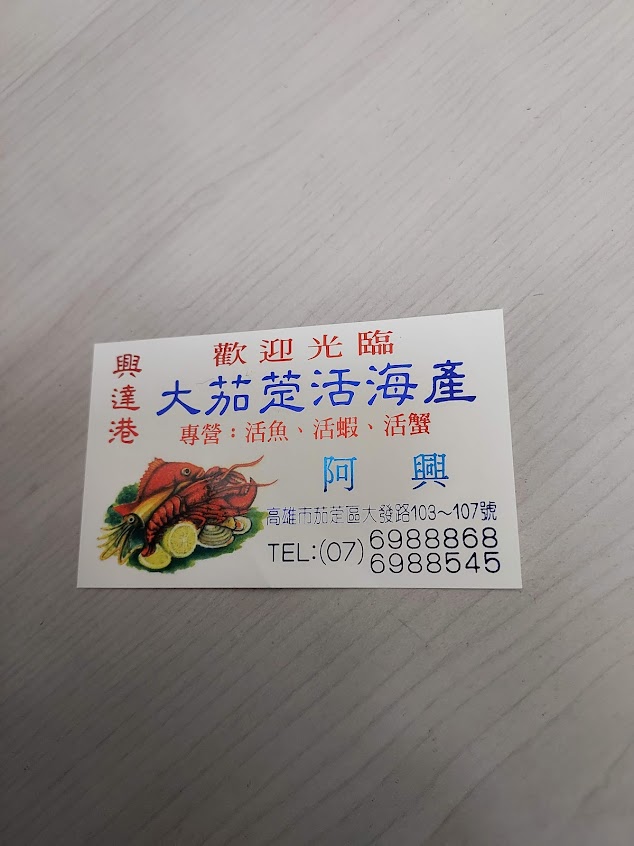 歡迎光臨
興達港
大茄萣活海產
專營：活魚、活蝦、活蟹
阿興
高雄市茄萣區大發路103～107號
TEL:(07) 6988868
6988545